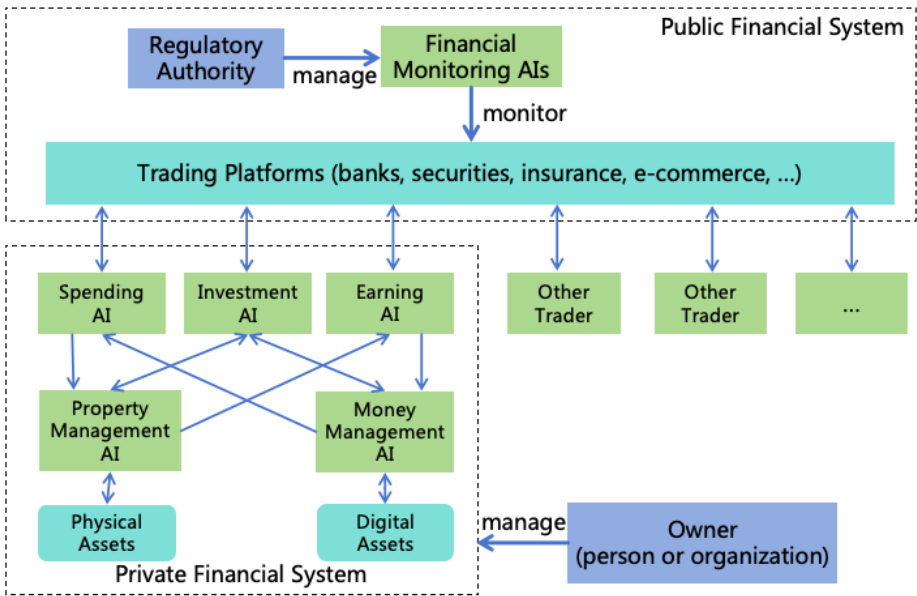 Public Financial System
Regulatory
Authority
manage
Financial
Monitoring AIs
monitor
Trading Platforms (banks, securities, insurance, e-commerce, ...)
Spending
AI
Investment
AI
Earning
AI
Other
Trader
Other
Trader
...
Property
Management
AI
Money
Management
AI
Physical
Assets
Digital
Assets
manage
Owner
(person or organization)
Private Financial System